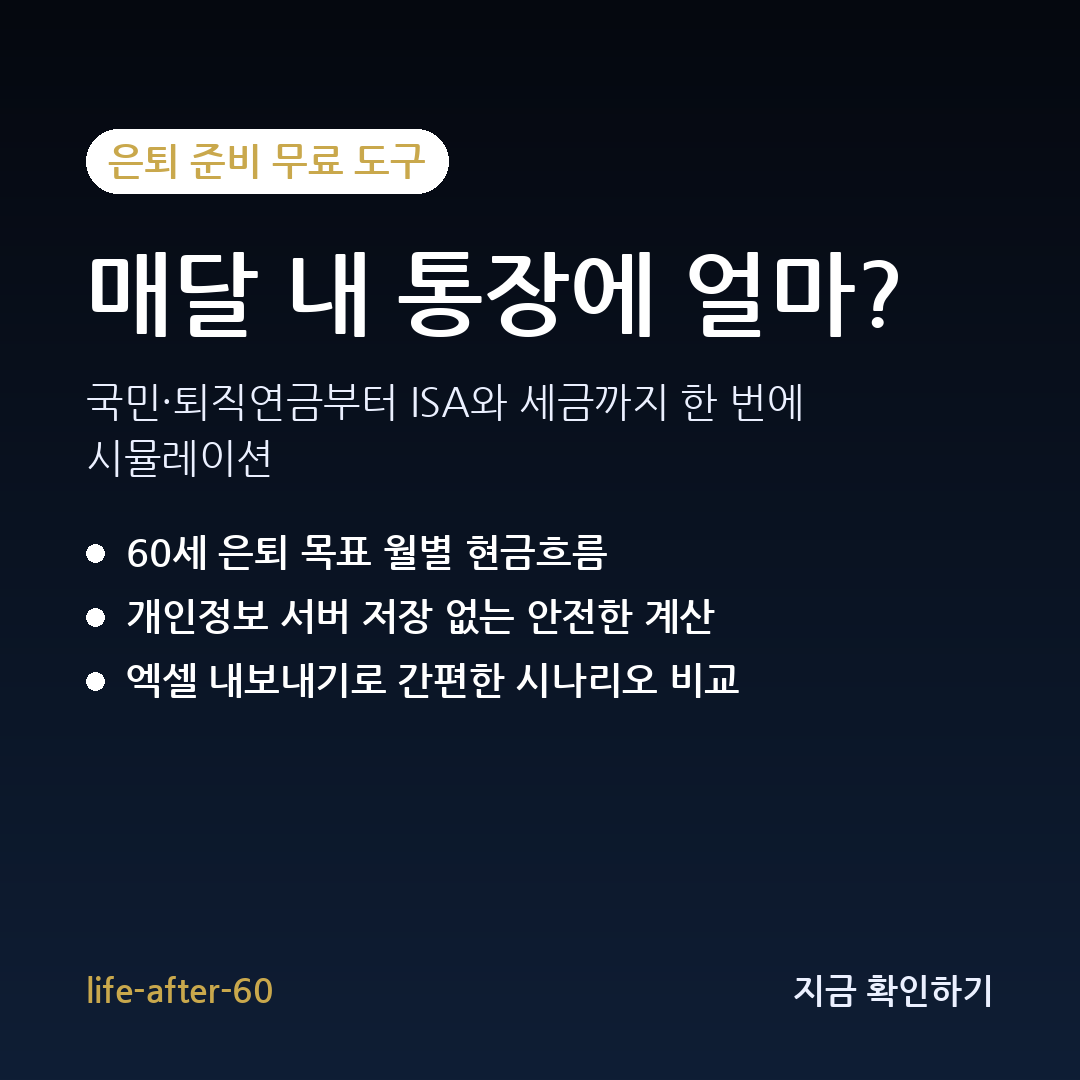 은퇴 준비 무료 도구
매달 내 통장에 얼마?
국민·퇴직연금부터 ISA와 세금까지 한 번에
시뮬레이션
60세 은퇴 목표 월별 현금흐름
개인정보 서버 저장 없는 안전한 계산
엑셀 내보내기로 간편한 시나리오 비교
life-after-60
지금 확인하기